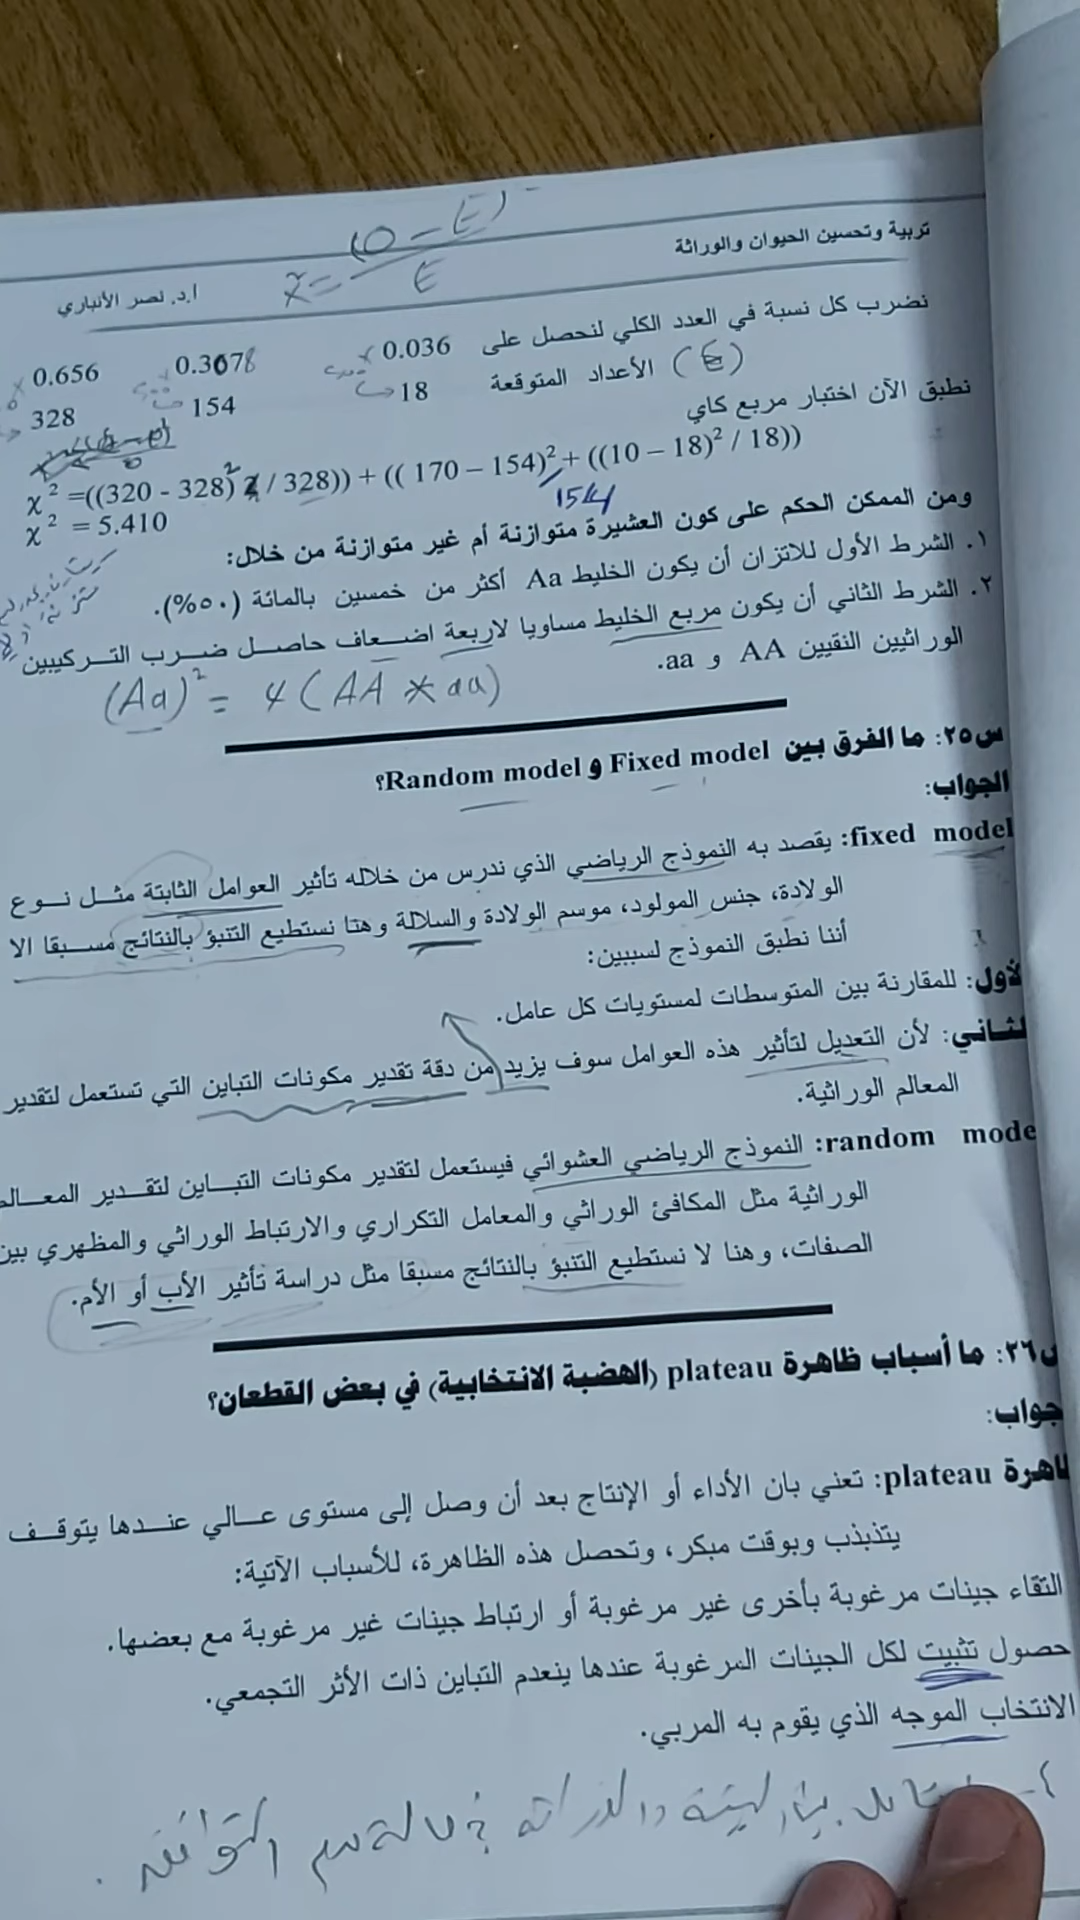 تربية وتحسين الحيوان والوراثة
ا.د. نصر الأنباري
(O – E)
χ² = E
نضرب كل نسبة في العدد الكلي لنحصل على 0.036 0.3078 0.656
الأعداد المتوقعة (E) 18 154 328
نطبق الآن اختبار مربع كاي
χ² =((320 - 328)² / 328)) + (( 170 – 154)² + ((10 – 18)² / 18))
154
χ² = 5.410
ومن الممكن الحكم على كون العشيرة متوازنة أم غير متوازنة من خلال:
١. الشرط الأول للاتزان أن يكون الخليط Aa أكثر من خمسين بالمائة (٥٠%).
٢. الشرط الثاني أن يكون مربع الخليط مساويا لاربعة اضعاف حاصل ضرب التركيبين
الوراثيين النقيين AA و aa.
(Aa)² = 4 (AA * aa)
س٢٥: ما الفرق بين Fixed model و Random model؟
الجواب:
fixed model: يقصد به النموذج الرياضي الذي ندرس من خلاله تأثير العوامل الثابتة مثل نوع
الولادة، جنس المولود، موسم الولادة والسلالة وهنا نستطيع التنبؤ بالنتائج مسبقا الا
أننا نطبق النموذج لسببين:
لأول: للمقارنة بين المتوسطات لمستويات كل عامل.
لثاني: لأن التعديل لتأثير هذه العوامل سوف يزيد من دقة تقدير مكونات التباين التي تستعمل لتقدير
المعالم الوراثية.
random mode: النموذج الرياضي العشوائي فيستعمل لتقدير مكونات التباين لتقدير المعالم
الوراثية مثل المكافئ الوراثي والمعامل التكراري والارتباط الوراثي والمظهري بين
الصفات، وهنا لا نستطيع التنبؤ بالنتائج مسبقا مثل دراسة تأثير الأب أو الأم.
س٢٦: ما أسباب ظاهرة plateau (الهضبة الانتخابية) في بعض القطعان؟
جواب:
اهرة plateau: تعني بان الأداء أو الإنتاج بعد أن وصل إلى مستوى عالي عندها يتوقف
يتذبذب وبوقت مبكر، وتحصل هذه الظاهرة، للأسباب الآتية:
التقاء جينات مرغوبة بأخرى غير مرغوبة أو ارتباط جينات غير مرغوبة مع بعضها.
حصول تثبيت لكل الجينات المرغوبة عندها ينعدم التباين ذات الأثر التجمعي.
الانتخاب الموجه الذي يقوم به المربي.
٤- البيئة والوراثة